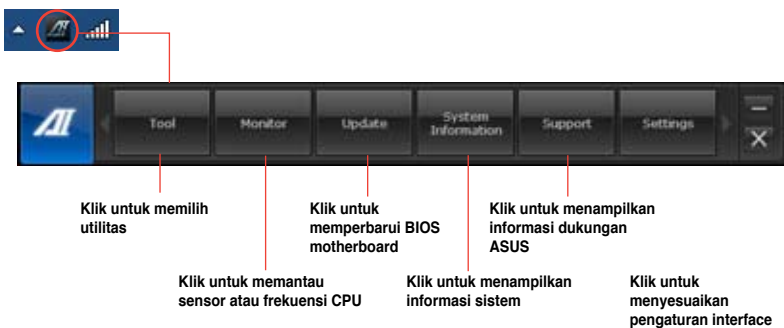 Tool
Monitor
Update
System
Information
Support
Settings
Klik untuk memilih
utilitas
Klik untuk
memperbarui BIOS
motherboard
Klik untuk menampilkan
informasi dukungan
ASUS
Klik untuk memantau
sensor atau frekuensi CPU
Klik untuk menampilkan
informasi sistem
Klik untuk
menyesuaikan
pengaturan interface